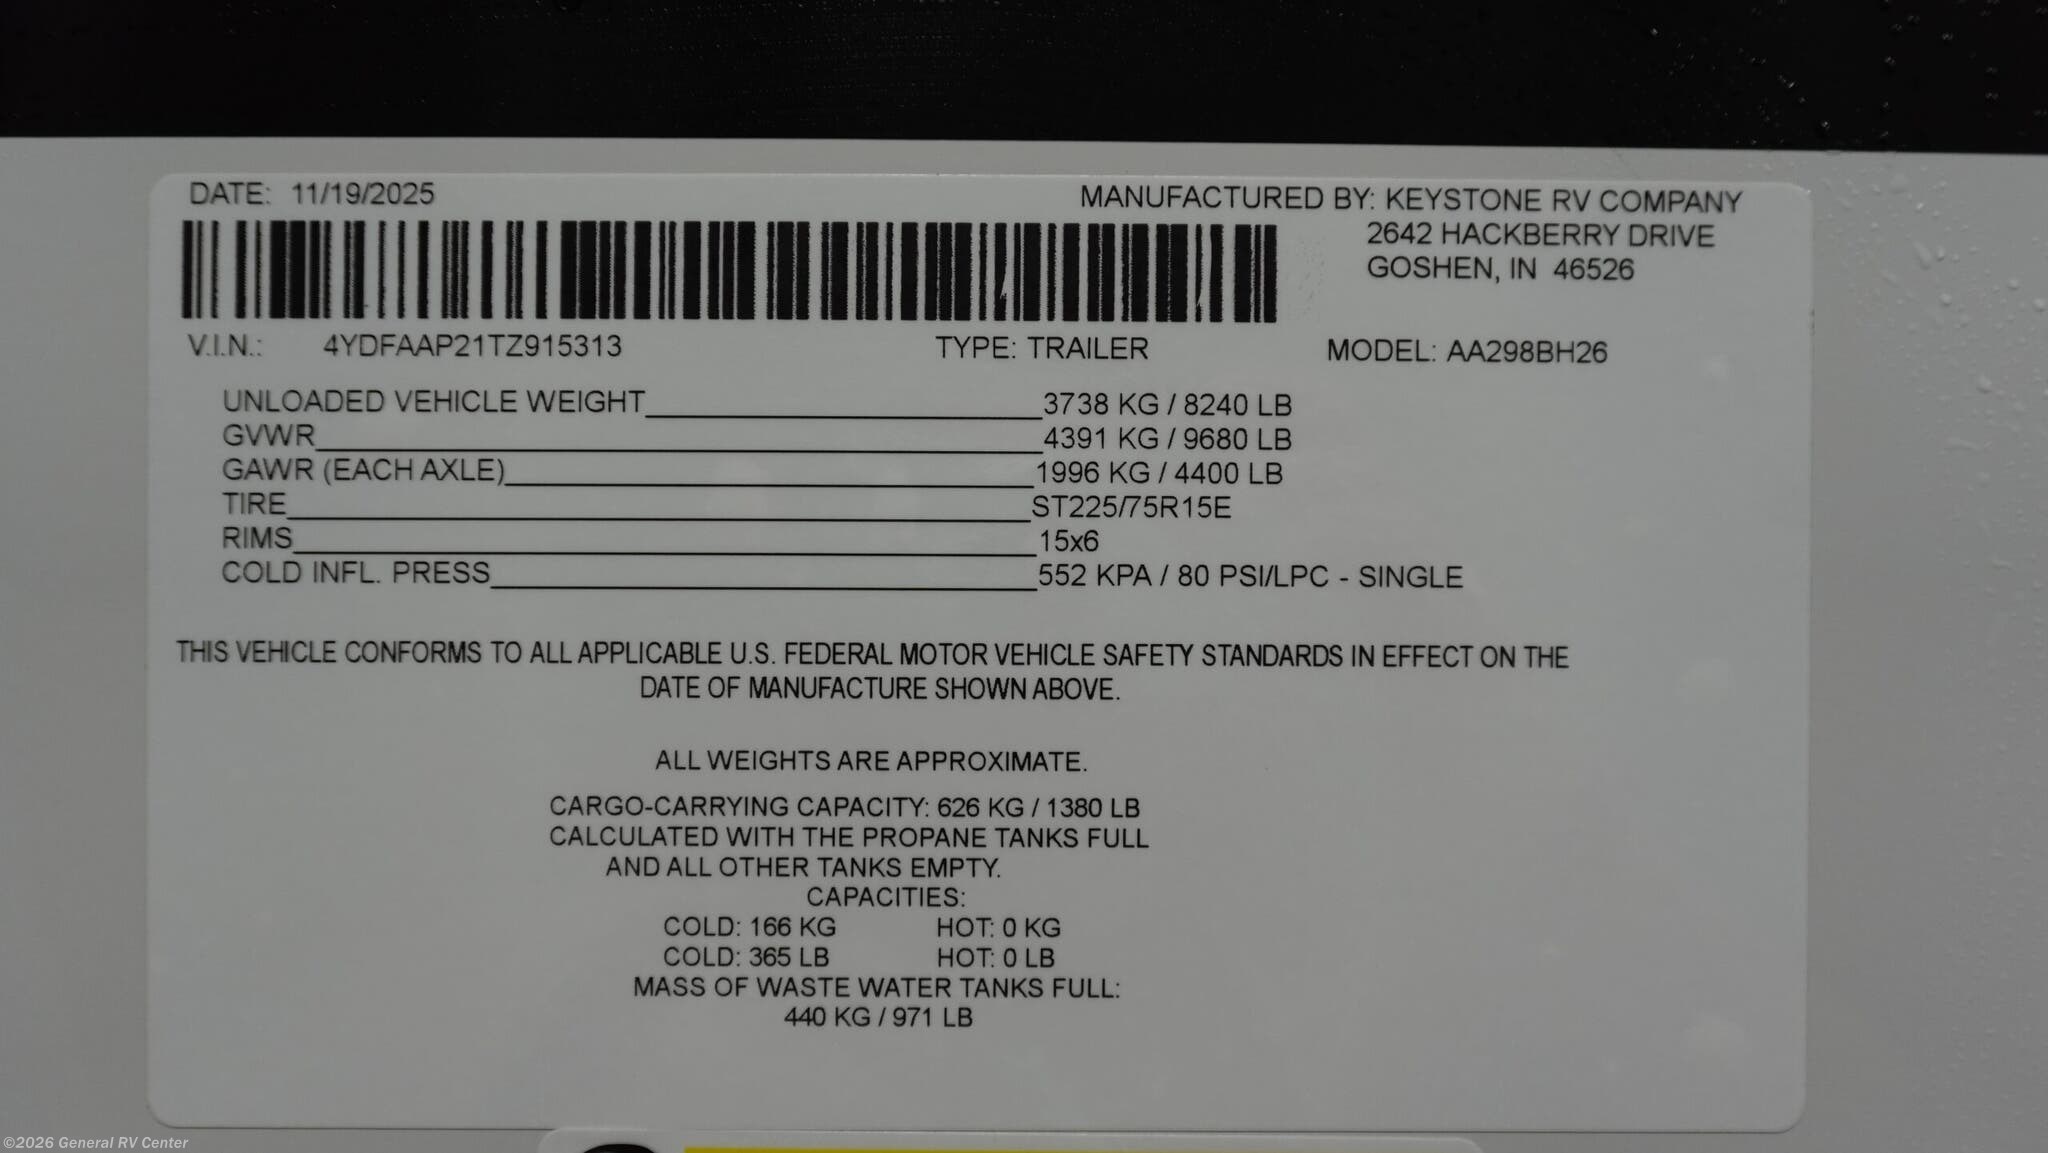 DATE: 11/19/2025
MANUFACTURED BY: KEYSTONE RV COMPANY
2642 HACKBERRY DRIVE
GOSHEN, IN 46526
V.I.N.: 4YDFAAP21TZ915313 TYPE: TRAILER MODEL: AA298BH26
UNLOADED VEHICLE WEIGHT 3738 KG / 8240 LB
GVWR 4391 KG / 9680 LB
GAWR (EACH AXLE) 1996 KG / 4400 LB
TIRE ST225/75R15E
RIMS 15x6
COLD INFL. PRESS 552 KPA / 80 PSI/LPC - SINGLE
THIS VEHICLE CONFORMS TO ALL APPLICABLE U.S. FEDERAL MOTOR VEHICLE SAFETY STANDARDS IN EFFECT ON THE
DATE OF MANUFACTURE SHOWN ABOVE.
ALL WEIGHTS ARE APPROXIMATE.
CARGO-CARRYING CAPACITY: 626 KG / 1380 LB
CALCULATED WITH THE PROPANE TANKS FULL
AND ALL OTHER TANKS EMPTY.
CAPACITIES:
COLD: 166 KG HOT: 0 KG
COLD: 365 LB HOT: 0 LB
MASS OF WASTE WATER TANKS FULL:
440 KG / 971 LB
©2026 General RV Center